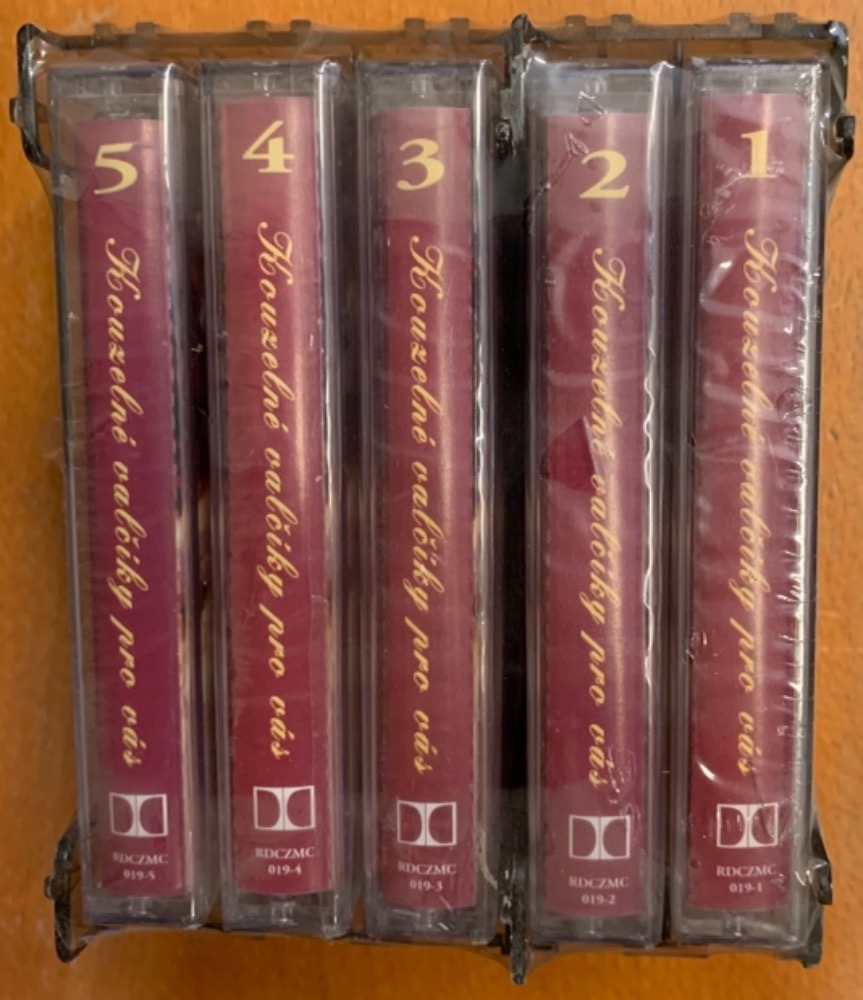 5
Kouzelné valčíky pro vás
RDCZMC
019-5
4
Kouzelné valčíky pro vás
RDCZMC
019-4
3
Kouzelné valčíky pro vás
RDCZMC
019-3
2
Kouzelné valčíky pro vás
RDCZMC
019-2
1
Kouzelné valčíky pro vás
RDCZMC
019-1